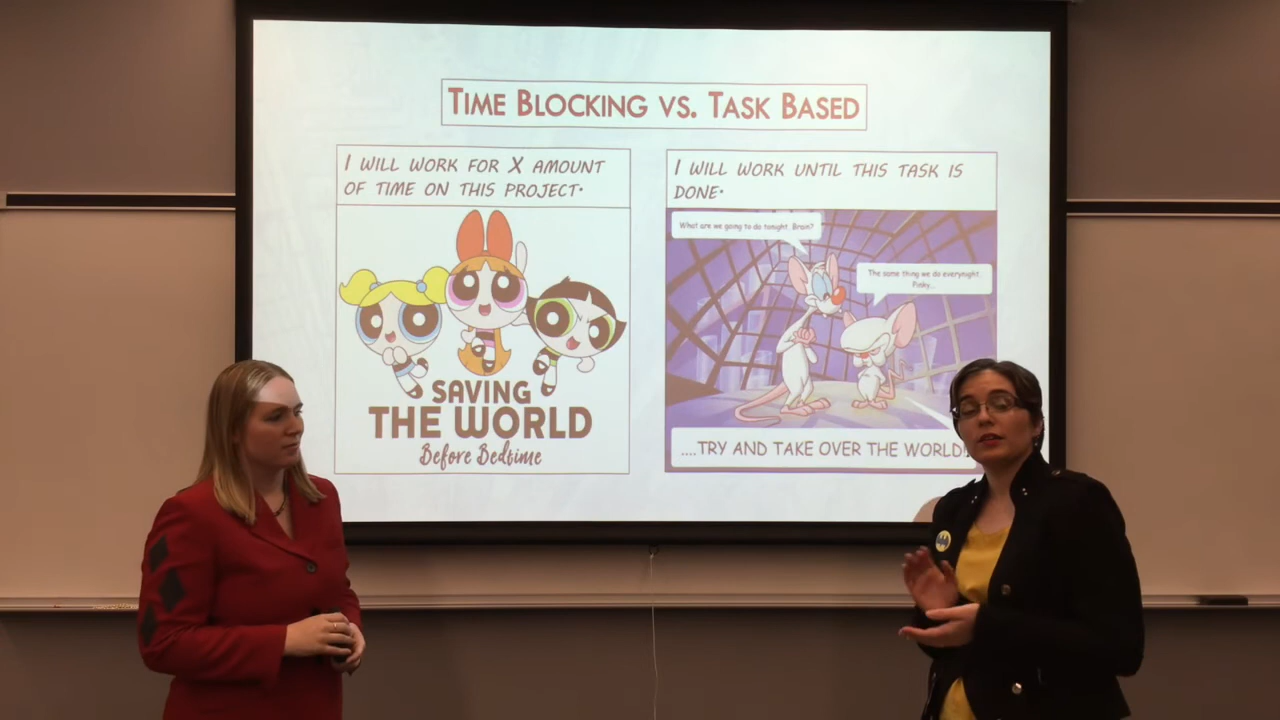 TIME BLOCKING VS. TASK BASED
I WILL WORK FOR X AMOUNT
OF TIME ON THIS PROJECT.
SAVING
THE WORLD
Before Bedtime
I WILL WORK UNTIL THIS TASK IS
DONE.
What are we going to do tonight, Brain?
The same thing we do everynight
Pinky...
....TRY AND TAKE OVER THE WORLD!